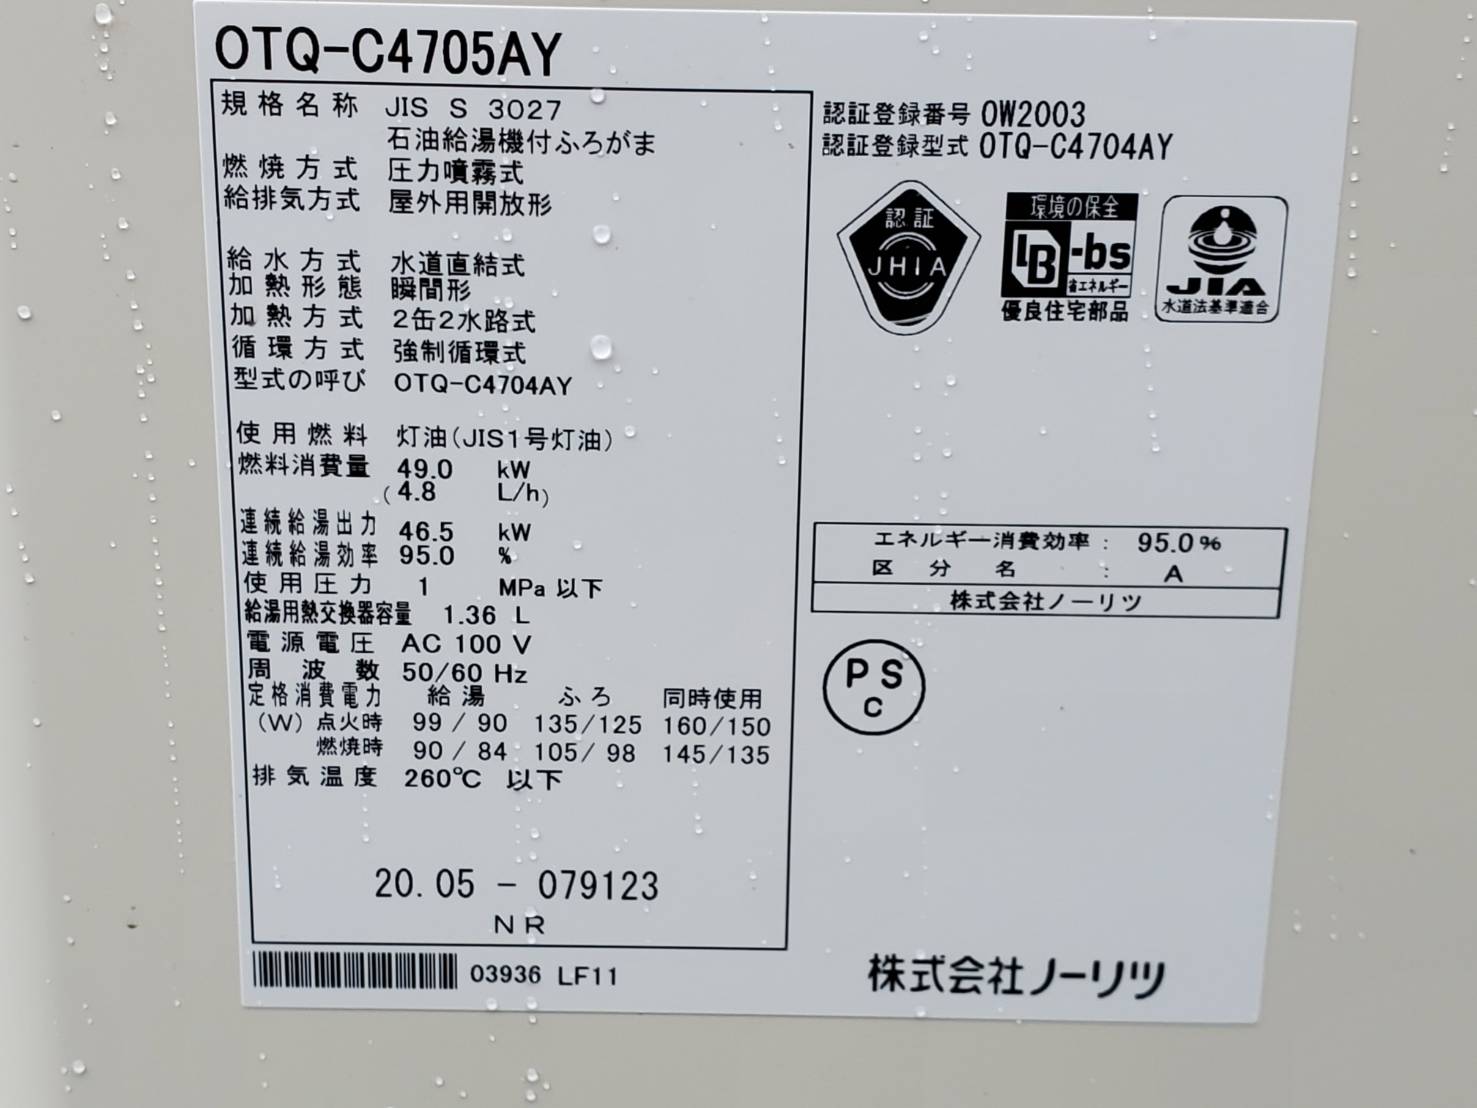 OTQ-C4705AY
規格名称 JIS S 3027
石油給湯機付ふろがま
燃焼方式 圧力噴霧式
給排気方式 屋外用開放形
給水方式 水道直結式
加熱形態 瞬間形
加熱方式 2缶2水路式
循環方式 強制循環式
型式の呼び OTQ-C4704AY
使用燃料 灯油(JIS1号灯油)
燃料消費量 49.0 kW
(4.8 L/h)
連続給湯出力 46.5 kW
連続給湯効率 95.0 %
使用圧力 1 MPa 以下
給湯用熱交換器容量 1.36 L
電源電圧 AC 100 V
周波数 50/60 Hz
定格消費電力 給湯 ふろ 同時使用
(W) 点火時 99 / 90 135/125 160/150
燃焼時 90 / 84 105/ 98 145/135
排気温度 260℃ 以下
20.05 - 079123
NR
03936 LF11
認証登録番号 OW2003
認証登録型式 OTQ-C4704AY
認証
JHIA
環境の保全
BL-bs
省エネルギー
優良住宅部品
JIA
水道法基準適合
エネルギー消費効率 : 95.0%
区分名 : A
株式会社ノーリツ
PS
C
株式会社ノーリツ